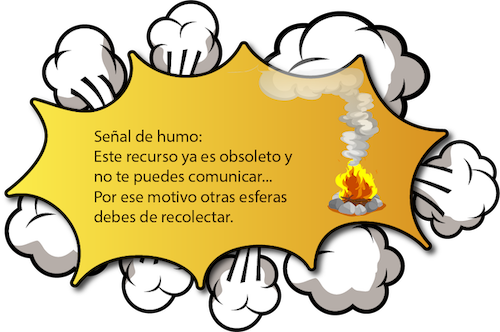 Señal de humo:
Este recurso ya es obsoleto y
no te puedes comunicar...
Por ese motivo otras esferas
debes de recolectar.